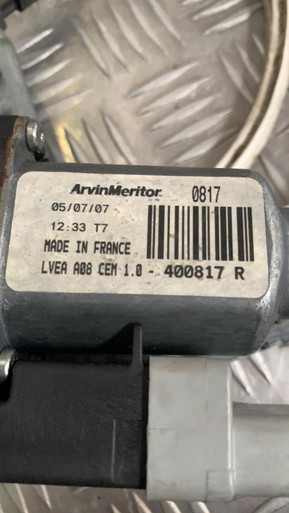 ArvinMeritor 0817
05/07/07
12:33 T7
MADE IN FRANCE
LVEA A08 CEM 1.0 - 400817 R